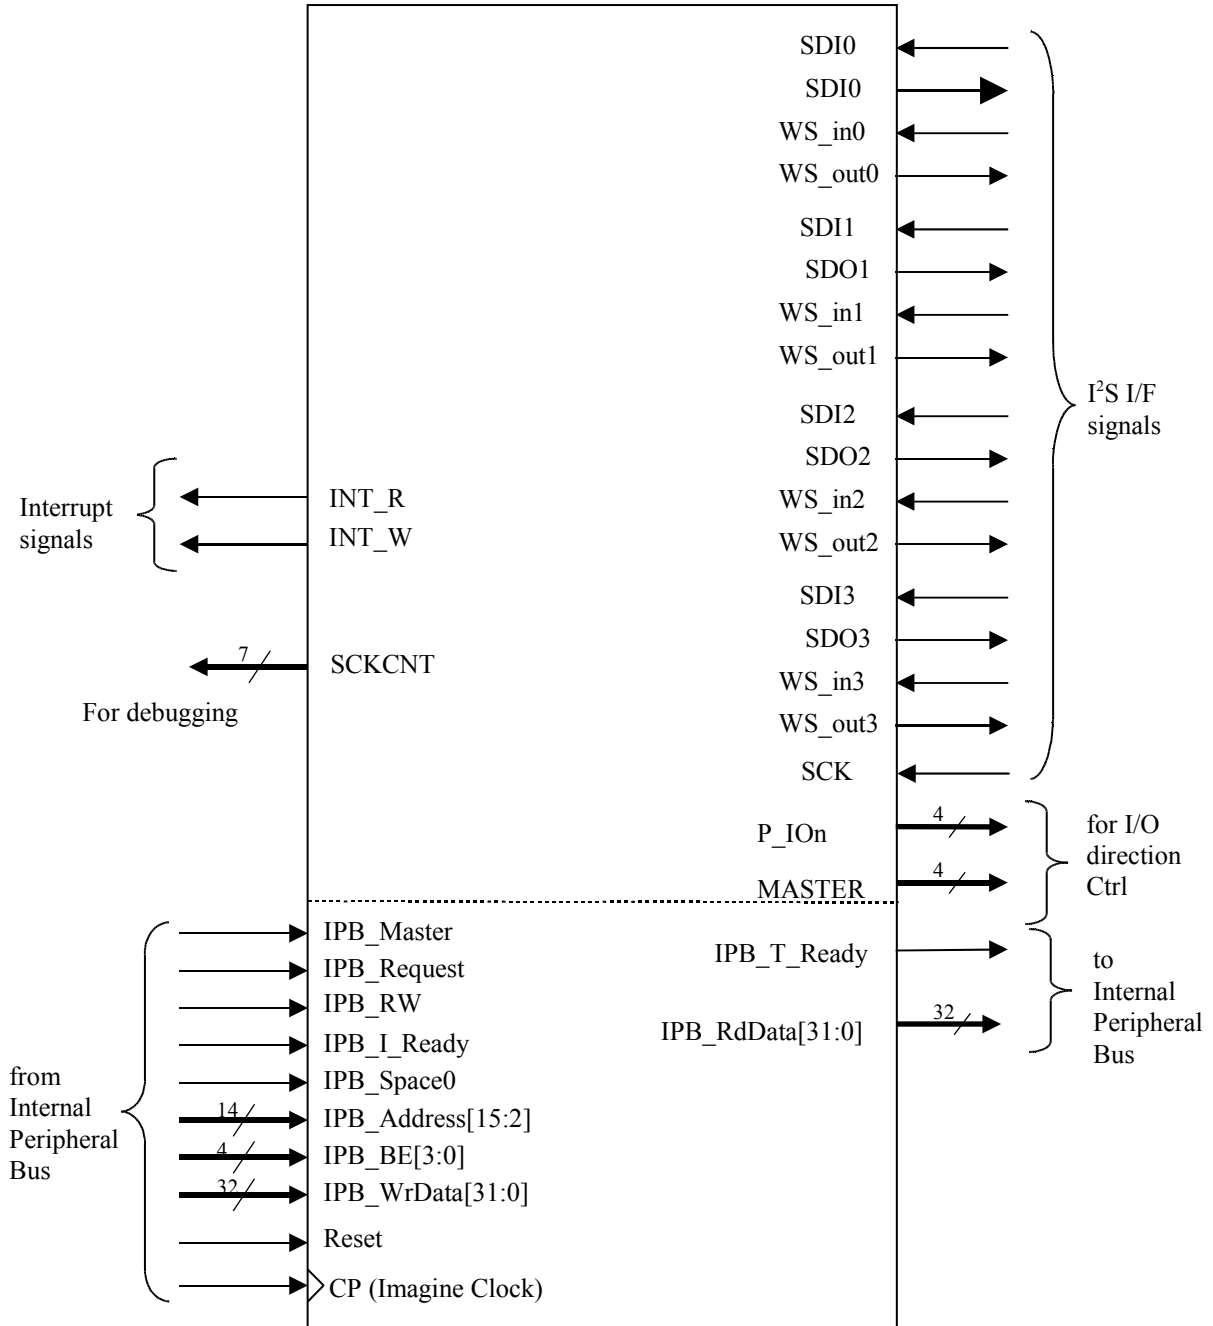 SDI0
SDI0
WS_in0
WS_out0
SDI1
SDO1
WS_in1
WS_out1
SDI2
SDO2
WS_in2
WS_out2
SDI3
SDO3
WS_in3
WS_out3
SCK
I²S I/F
signals
Interrupt
signals
INT_R
INT_W
7
SCKCNT
For debugging
P_IOn
4
MASTER
4
for I/O
direction
Ctrl
from
Internal
Peripheral
Bus
IPB_Master
IPB_Request
IPB_RW
IPB_I_Ready
IPB_Space0
14
IPB_Address[15:2]
4
IPB_BE[3:0]
32
IPB_WrData[31:0]
Reset
CP (Imagine Clock)
IPB_T_Ready
IPB_RdData[31:0]
32
to
Internal
Peripheral
Bus